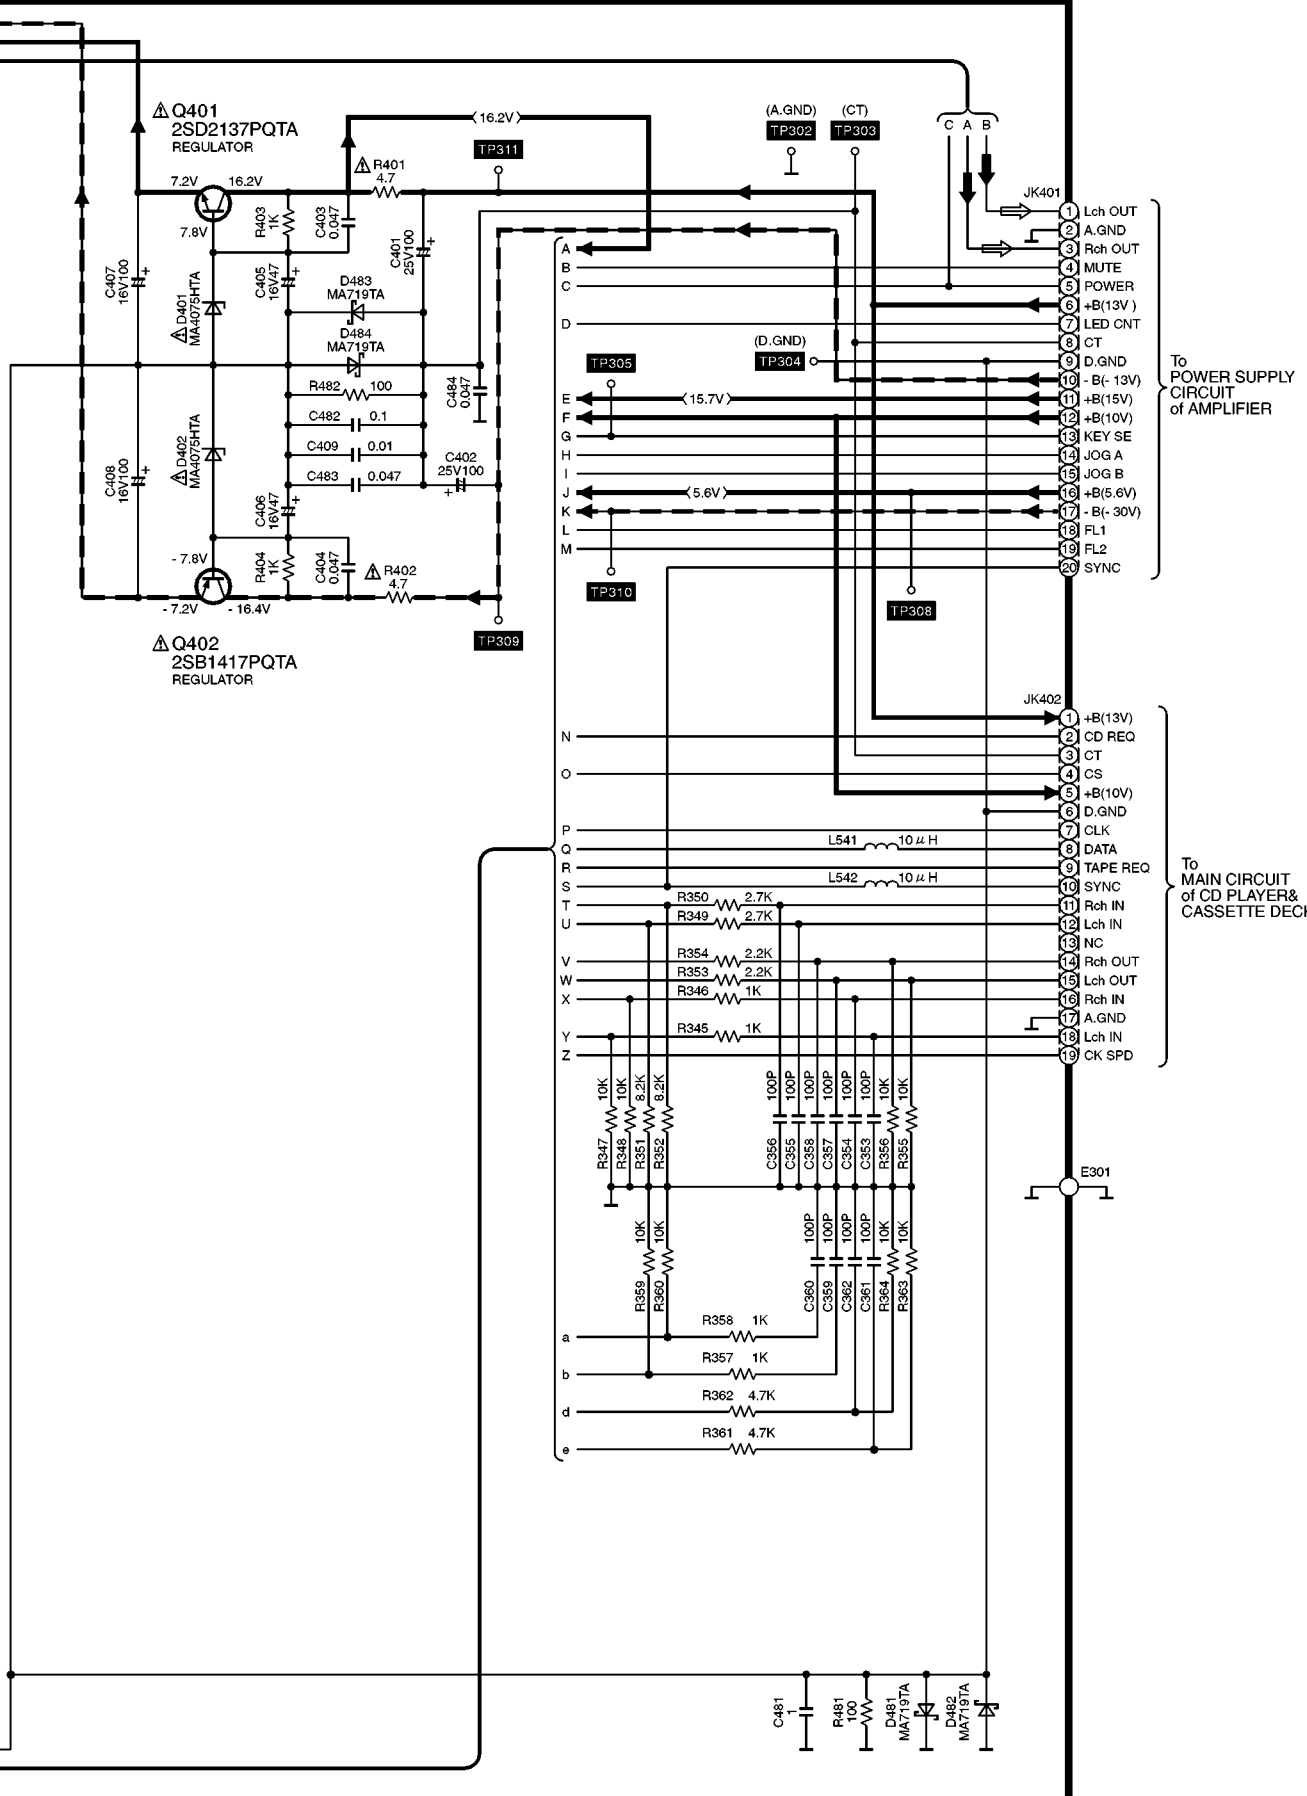 ⚠ Q401
2SD2137PQTA
REGULATOR
7.2V
16.2V
7.8V
(16.2V)
⚠ R401
4.7
TP311
(A.GND)
TP302
(CT)
TP303
C A B
R403
1K
C403
0.047
C401
25V100
C407
16V100
⚠ D401
MA4075HTA
C405
16V47
D483
MA719TA
D484
MA719TA
R482 100
C482 0.1
C409 0.01
C483 0.047
C484
0.047
C402
25V100
C408
16V100
⚠ D402
MA4075HTA
C406
16V47
R404
1K
C404
0.047
⚠ R402
4.7
- 7.8V
- 7.2V
- 16.4V
⚠ Q402
2SB1417PQTA
REGULATOR
TP309
JK401
1 Lch OUT
2 A.GND
A
3 Rch OUT
B
4 MUTE
C
5 POWER
6 +B(13V )
D
7 LED CNT
8 CT
TP305
(D.GND)
TP304
9 D.GND
10 - B(- 13V)
E
(15.7V)
11 +B(15V)
F
12 +B(10V)
G
13 KEY SE
H
14 JOG A
I
15 JOG B
J
(5.6V)
16 +B(5.6V)
K
17 - B(- 30V)
L
18 FL1
M
19 FL2
20 SYNC
TP310
TP308
To
POWER SUPPLY
CIRCUIT
of AMPLIFIER
JK402
1 +B(13V)
N
2 CD REQ
3 CT
O
4 CS
5 +B(10V)
6 D.GND
P
7 CLK
Q
L541 10 μ H
8 DATA
R
9 TAPE REQ
S
L542 10 μ H
10 SYNC
T
R350 2.7K
11 Rch IN
U
R349 2.7K
12 Lch IN
13 NC
V
R354 2.2K
14 Rch OUT
W
R353 2.2K
15 Lch OUT
X
R346 1K
16 Rch IN
17 A.GND
Y
R345 1K
18 Lch IN
Z
19 CK SPD
To
MAIN CIRCUIT
of CD PLAYER&
CASSETTE DEC
R347 10K
R348 10K
R351 8.2K
R352 8.2K
C356 100P
C355 100P
C358 100P
C357 100P
C354 100P
C353 100P
R356 10K
R355 10K
E301
R359 10K
R360 10K
C360 100P
C359 100P
C362 100P
C361 100P
R364 10K
R363 10K
a
R358 1K
b
R357 1K
d
R362 4.7K
e
R361 4.7K
C481
1
R481
100
D481
MA719TA
D482
MA719TA